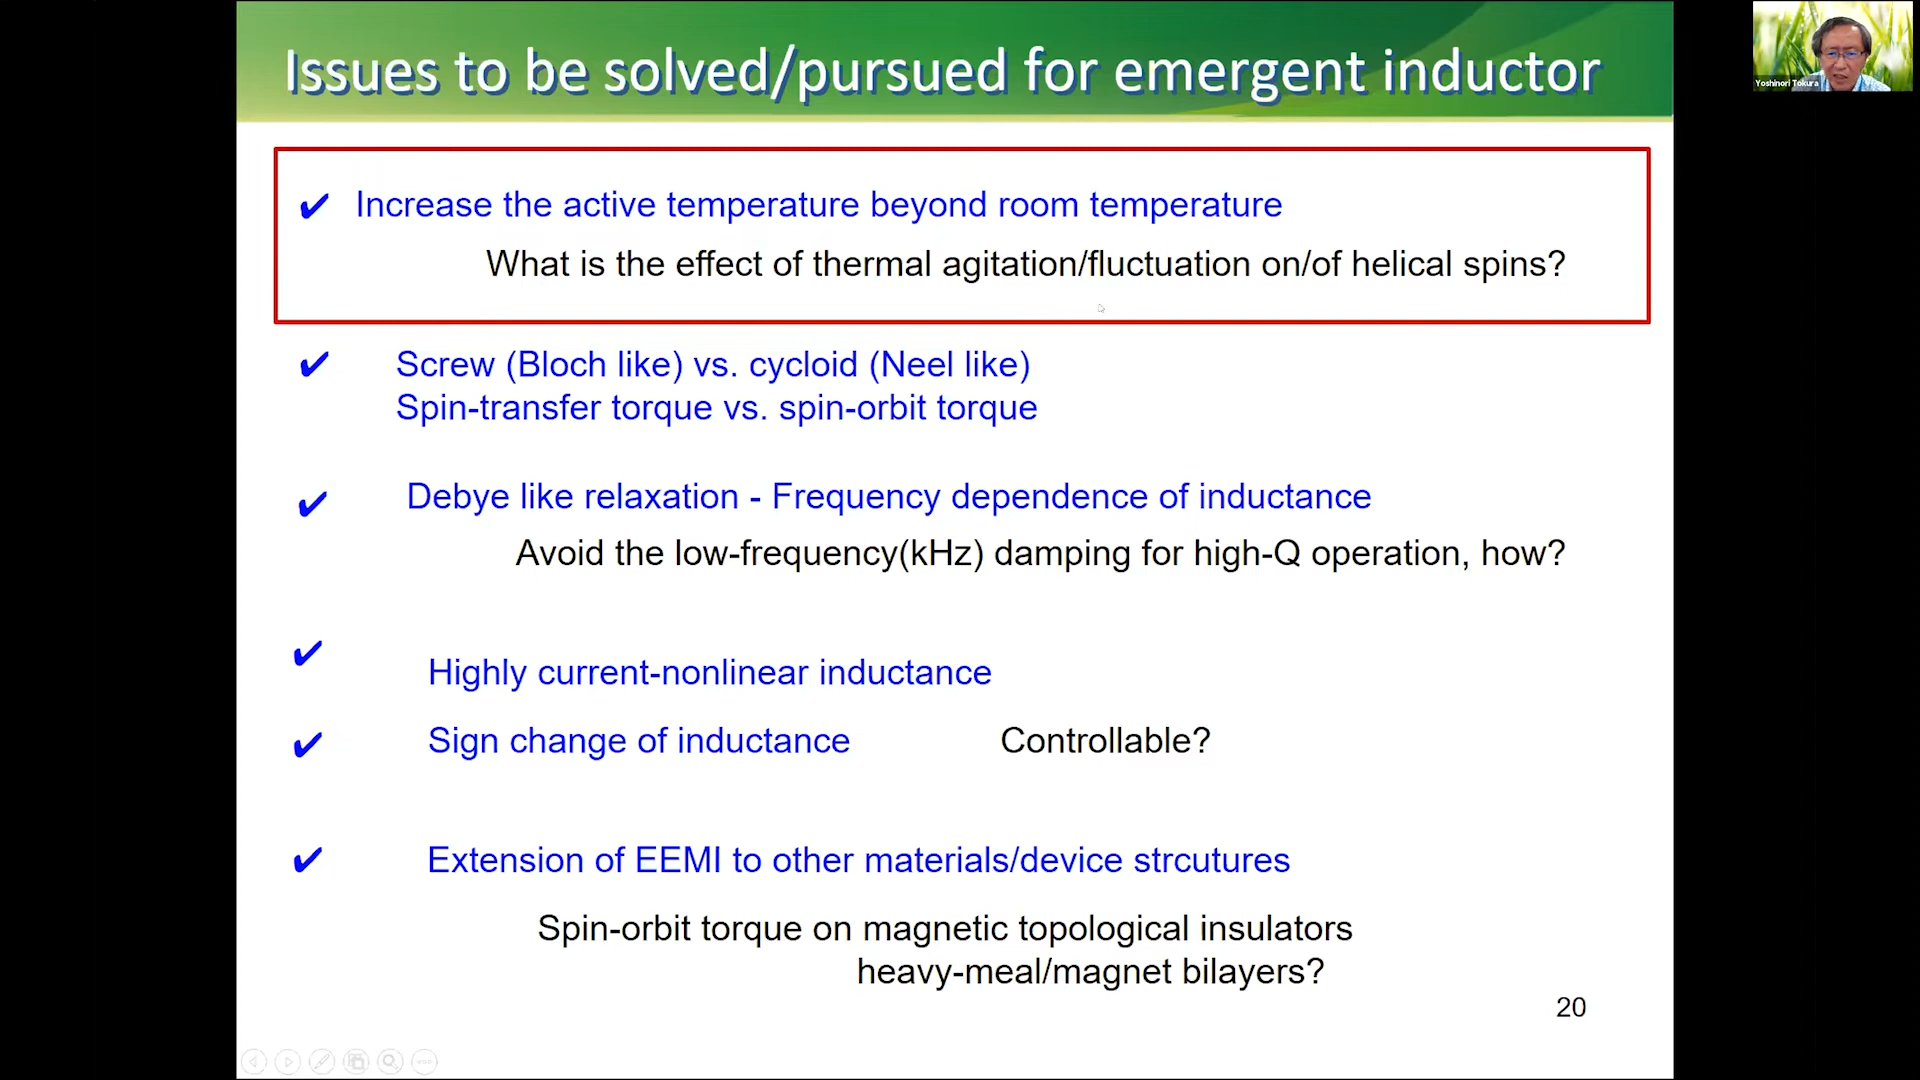 Issues to be solved/pursued for emergent inductor
Yoshinori Tokura
✔ Increase the active temperature beyond room temperature
What is the effect of thermal agitation/fluctuation on/of helical spins?
✔ Screw (Bloch like) vs. cycloid (Neel like)
Spin-transfer torque vs. spin-orbit torque
✔ Debye like relaxation - Frequency dependence of inductance
Avoid the low-frequency(kHz) damping for high-Q operation, how?
✔ Highly current-nonlinear inductance
✔ Sign change of inductance Controllable?
✔ Extension of EEMI to other materials/device strcutures
Spin-orbit torque on magnetic topological insulators
heavy-meal/magnet bilayers?
20